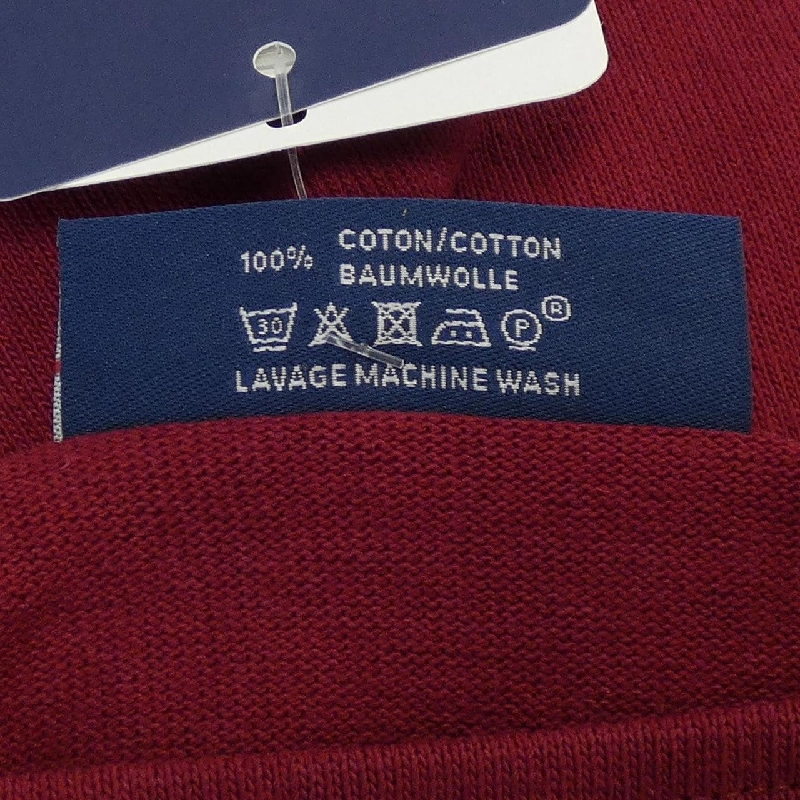 100% COTON/COTTON
BAUMWOLLE
30 P ®
LAVAGE MACHINE WASH